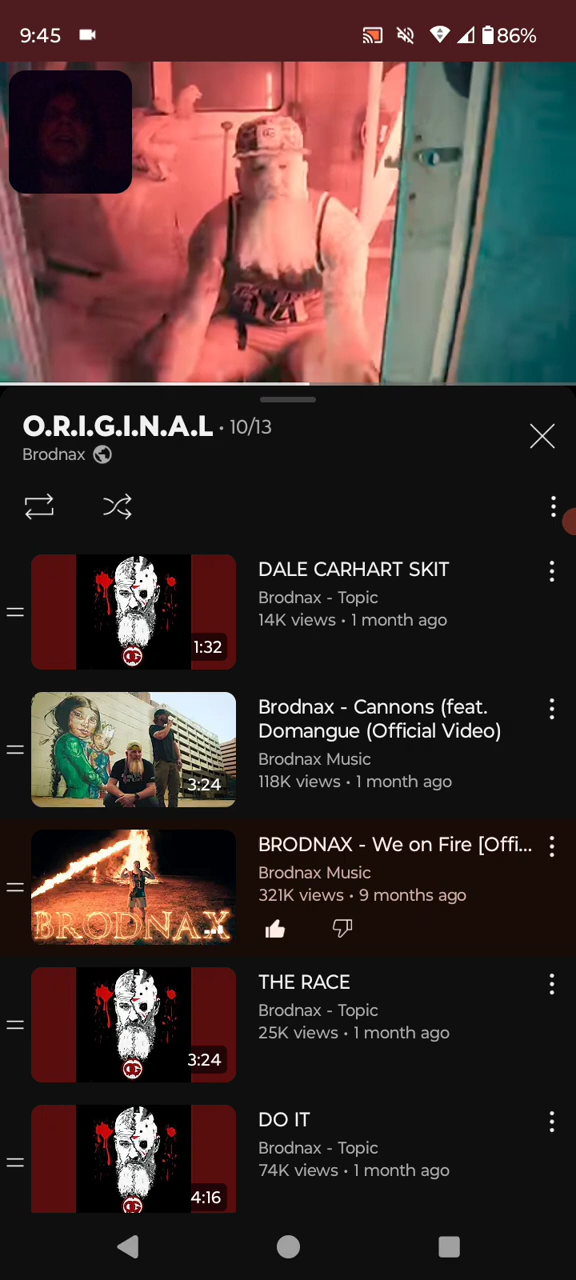 9:45
86%
O.R.I.G.I.N.A.L · 10/13
Brodnax
DALE CARHART SKIT
Brodnax - Topic
14K views • 1 month ago
1:32
Brodnax - Cannons (feat.
Domangue (Official Video)
Brodnax Music
118K views • 1 month ago
3:24
BRODNAX - We on Fire [Offi...
Brodnax Music
321K views • 9 months ago
BRODNAX
THE RACE
Brodnax - Topic
25K views • 1 month ago
3:24
DO IT
Brodnax - Topic
74K views • 1 month ago
4:16